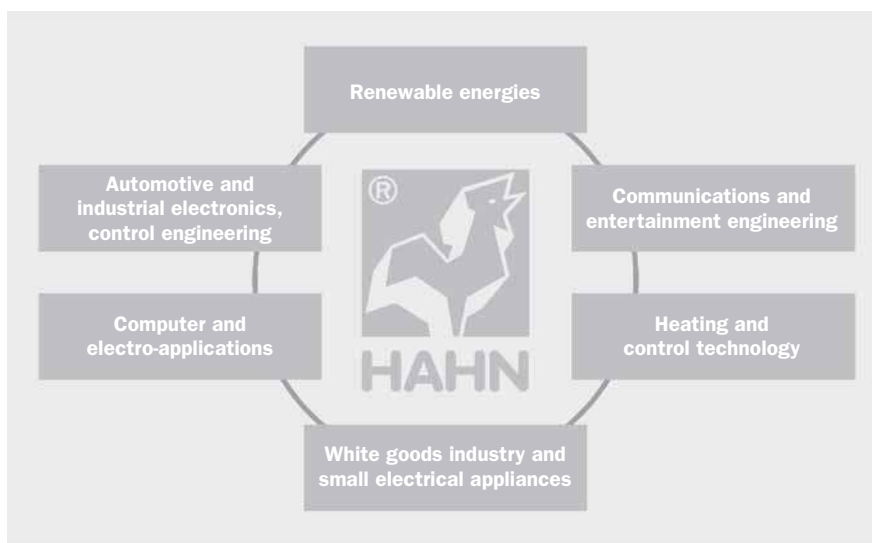 Renewable energies
Automotive and
industrial electronics,
control engineering
®
Communications and
entertainment engineering
Computer and
electro-applications
Heating and
control technology
HAHN
White goods industry and
small electrical appliances